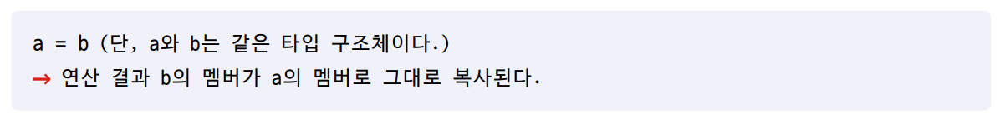 a = b (단, a와 b는 같은 타입 구조체이다.)
→ 연산 결과 b의 멤버가 a의 멤버로 그대로 복사된다.